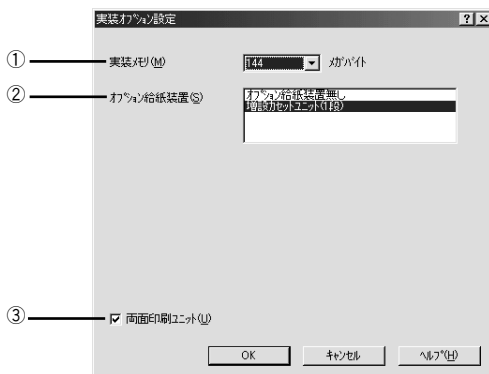 実装ｵﾌﾟｼｮﾝ設定
① 実装ﾒﾓﾘ(M) 144 ﾒｶﾞﾊﾞｲﾄ
② ｵﾌﾟｼｮﾝ給紙装置(S) ｵﾌﾟｼｮﾝ給紙装置無し
増設ｶｾｯﾄﾕﾆｯﾄ(1段)
③ 両面印刷ﾕﾆｯﾄ(U)
OK ｷｬﾝｾﾙ ﾍﾙﾌﾟ(H)